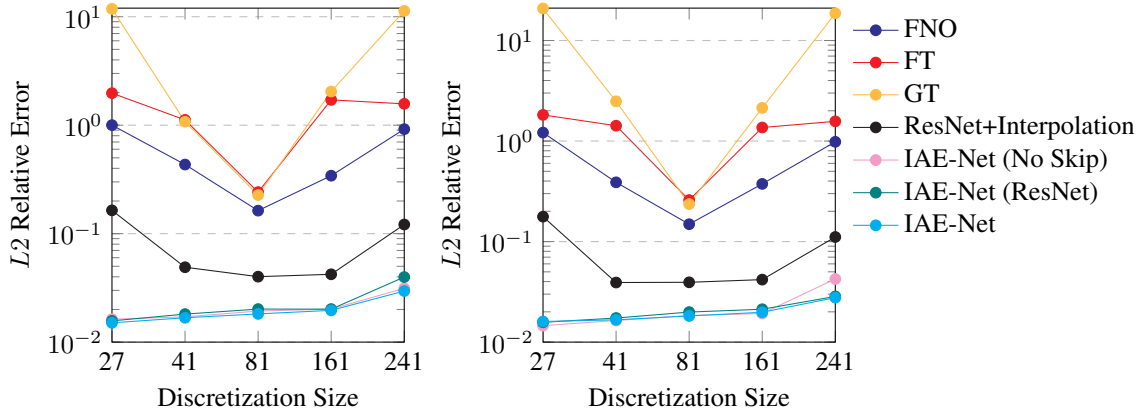 10^1
10^0
10^−1
10^−2
L2 Relative Error
27 41 81 161 241
Discretization Size
10^1
10^0
10^−1
10^−2
L2 Relative Error
27 41 81 161 241
Discretization Size
FNO
FT
GT
ResNet+Interpolation
IAE-Net (No Skip)
IAE-Net (ResNet)
IAE-Net